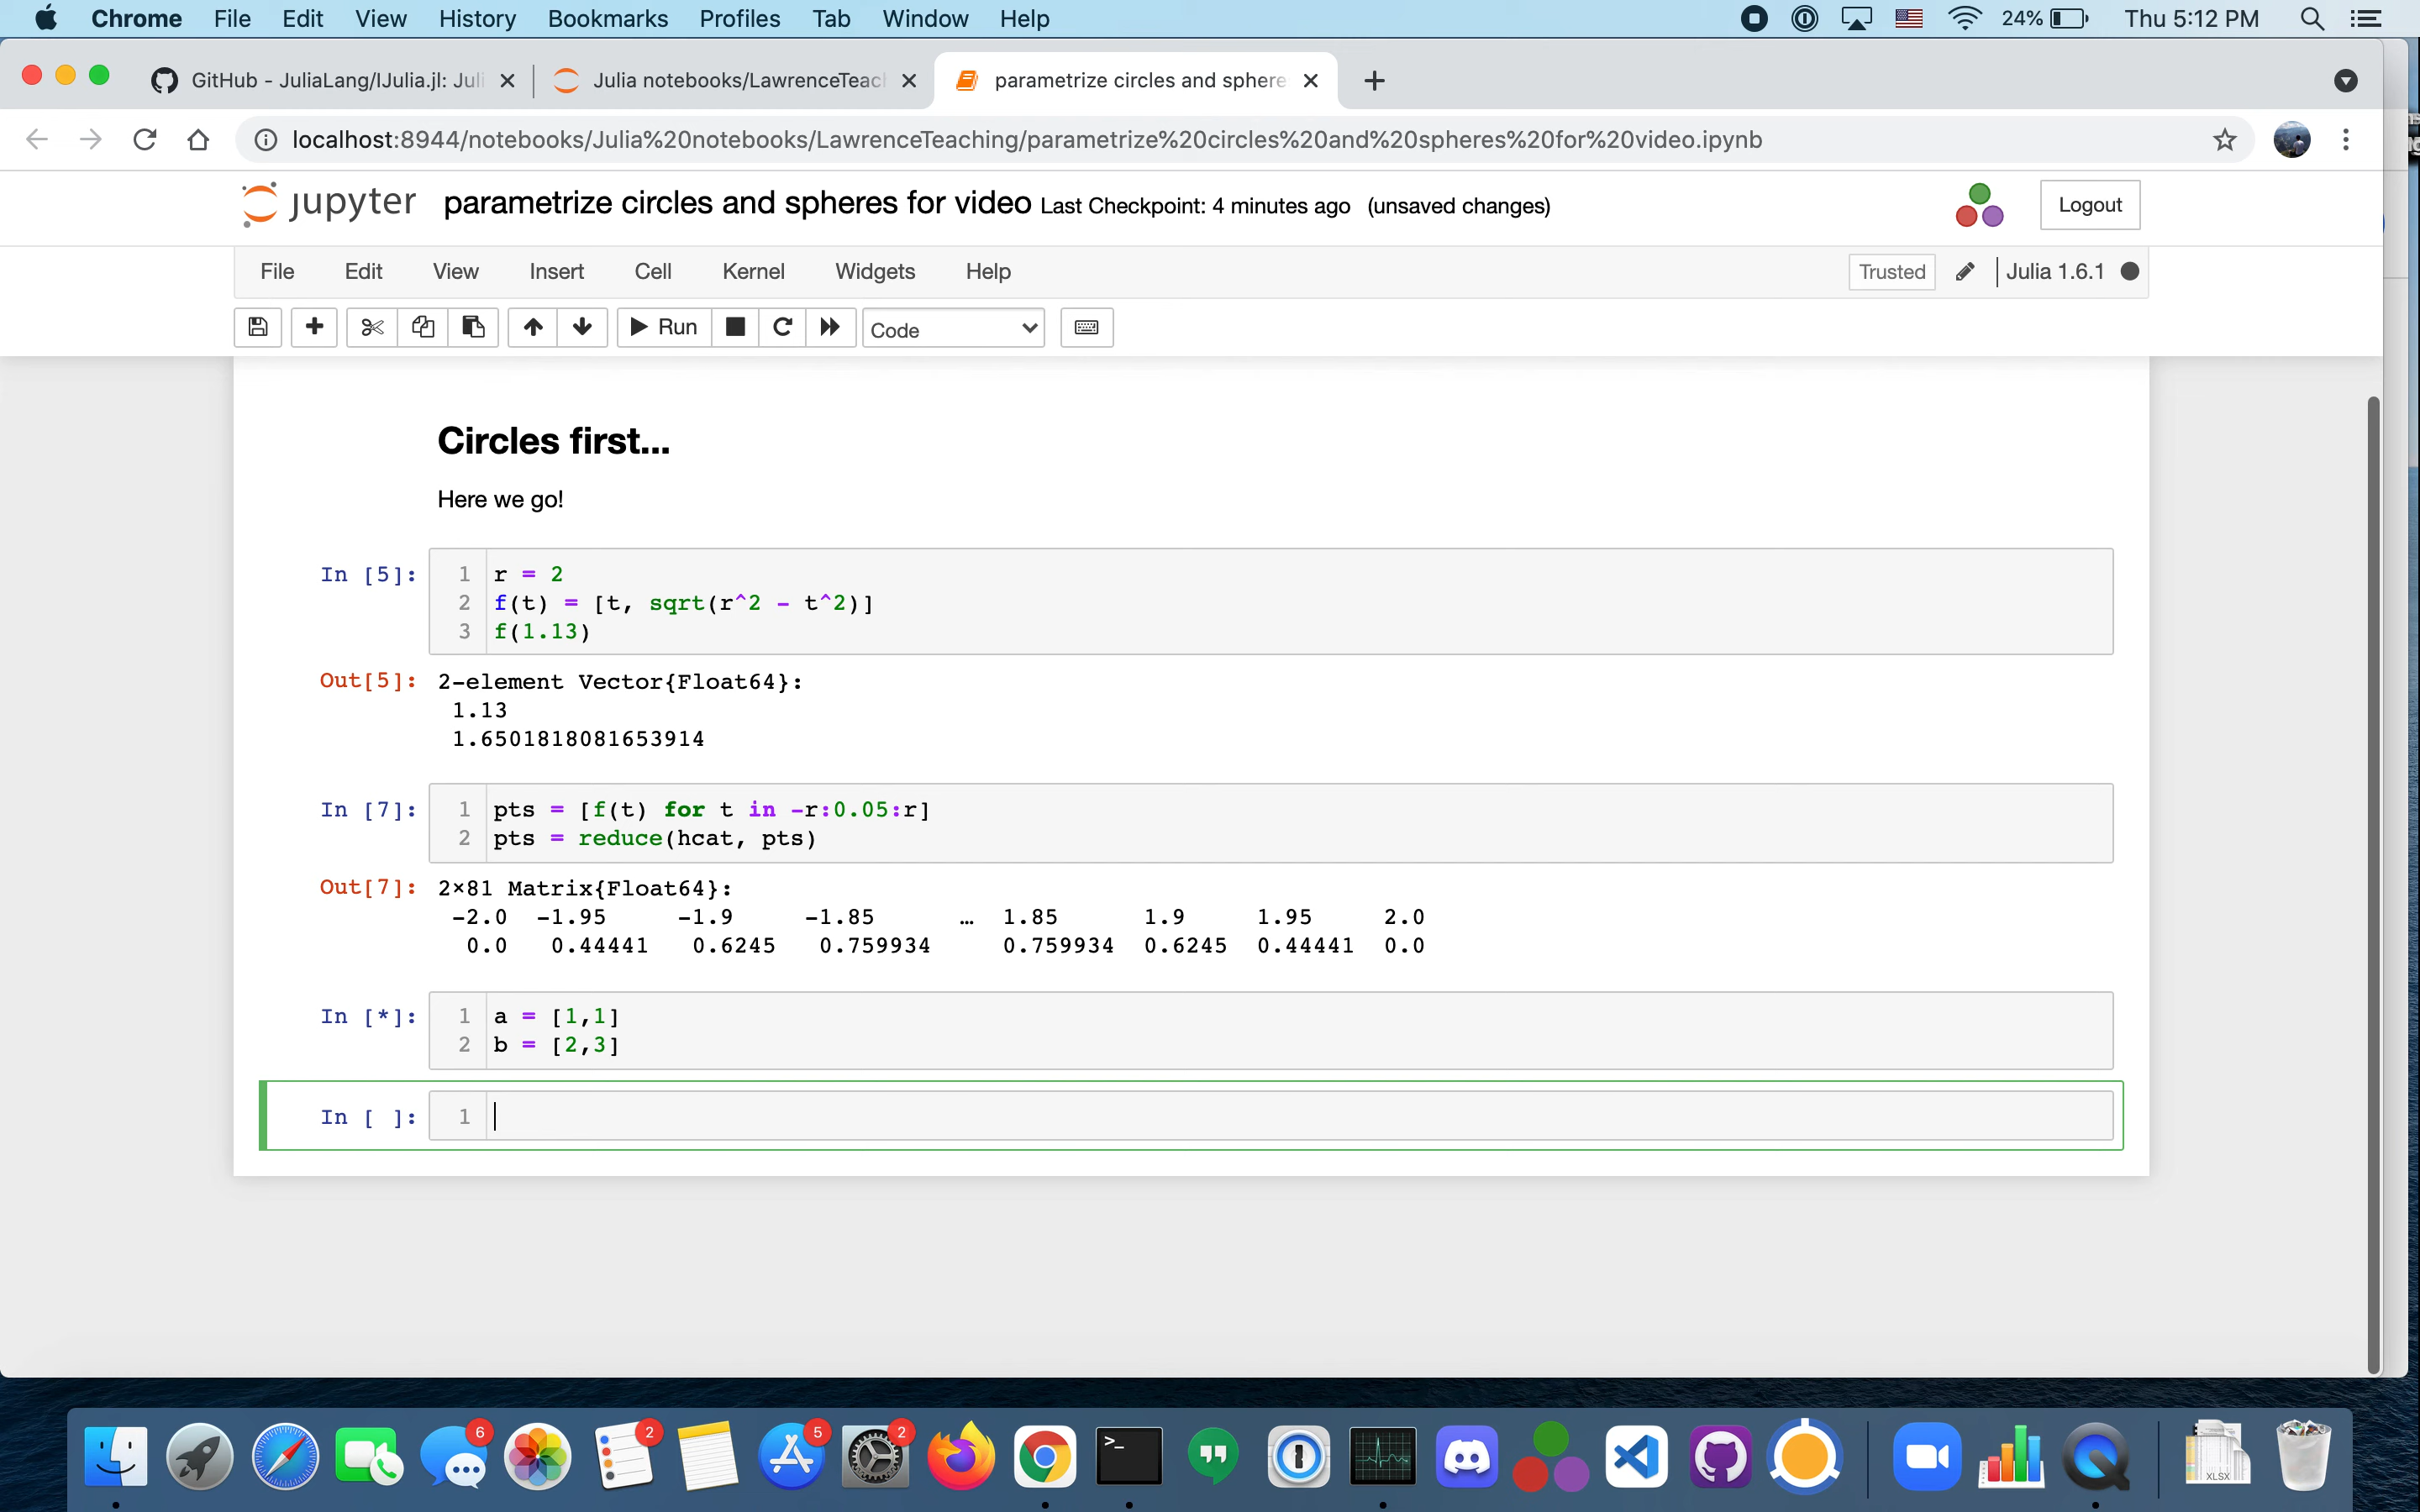 Chrome File Edit View History Bookmarks Profiles Tab Window Help 24% Thu 5:12 PM
GitHub - JuliaLang/IJulia.jl: Juli Julia notebooks/LawrenceTeach parametrize circles and sphere
localhost:8944/notebooks/Julia%20notebooks/LawrenceTeaching/parametrize%20circles%20and%20spheres%20for%20video.ipynb
jupyter parametrize circles and spheres for video Last Checkpoint: 4 minutes ago (unsaved changes) Logout
File Edit View Insert Cell Kernel Widgets Help Trusted Julia 1.6.1
Run Code
Circles first...
Here we go!
In [5]: 1 r = 2
2 f(t) = [t, sqrt(r^2 - t^2)]
3 f(1.13)
Out[5]: 2-element Vector{Float64}:
1.13
1.6501818081653914
In [7]: 1 pts = [f(t) for t in -r:0.05:r]
2 pts = reduce(hcat, pts)
Out[7]: 2×81 Matrix{Float64}:
-2.0 -1.95 -1.9 -1.85 … 1.85 1.9 1.95 2.0
0.0 0.44441 0.6245 0.759934 0.759934 0.6245 0.44441 0.0
In [*]: 1 a = [1,1]
2 b = [2,3]
In [ ]: 1
6 2 5 2
XLSX